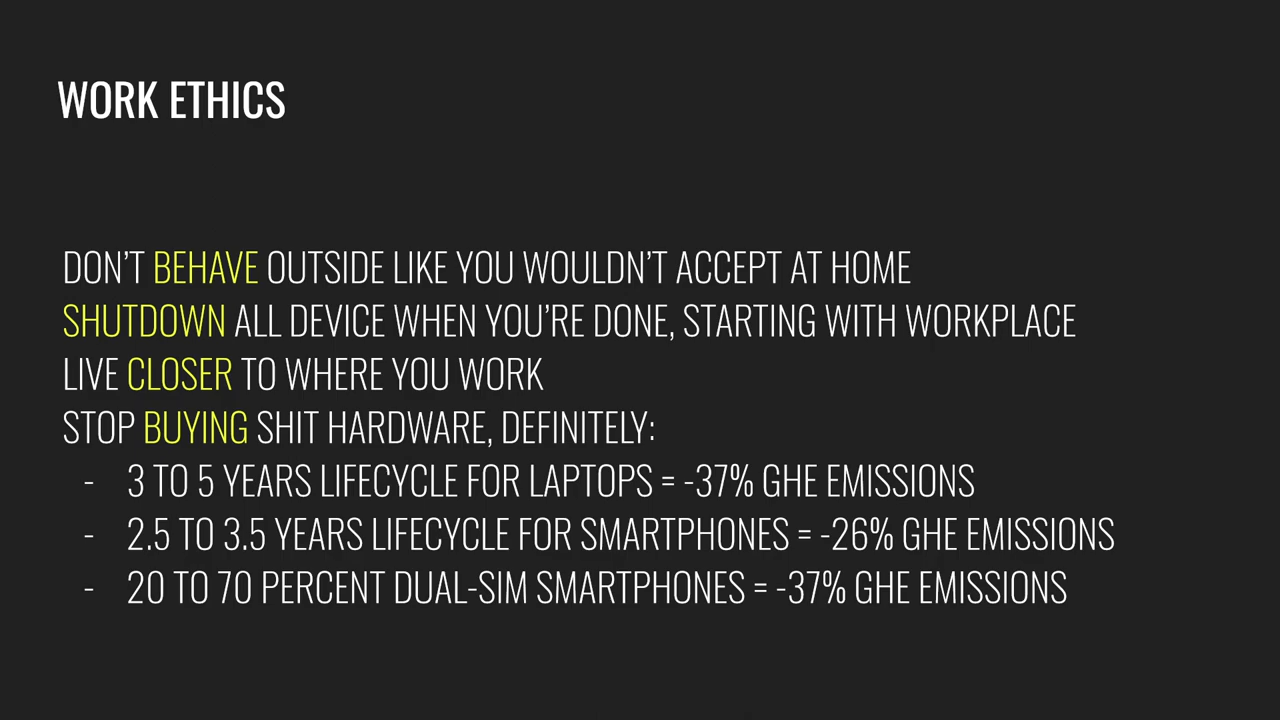 WORK ETHICS
DON'T BEHAVE OUTSIDE LIKE YOU WOULDN'T ACCEPT AT HOME
SHUTDOWN ALL DEVICE WHEN YOU'RE DONE, STARTING WITH WORKPLACE
LIVE CLOSER TO WHERE YOU WORK
STOP BUYING SHIT HARDWARE, DEFINITELY:
- 3 TO 5 YEARS LIFECYCLE FOR LAPTOPS = -37% GHE EMISSIONS
- 2.5 TO 3.5 YEARS LIFECYCLE FOR SMARTPHONES = -26% GHE EMISSIONS
- 20 TO 70 PERCENT DUAL-SIM SMARTPHONES = -37% GHE EMISSIONS